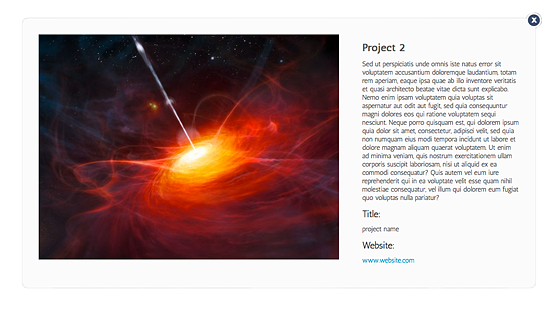 x
Project 2
Sed ut perspiciatis unde omnis iste natus error sit
voluptatem accusantium doloremque laudantium, totam
rem aperiam, eaque ipsa quae ab illo inventore veritatis
et quasi architecto beatae vitae dicta sunt explicabo.
Nemo enim ipsam voluptatem quia voluptas sit
aspernatur aut odit aut fugit, sed quia consequuntur
magni dolores eos qui ratione voluptatem sequi
nesciunt. Neque porro quisquam est, qui dolorem ipsum
quia dolor sit amet, consectetur, adipisci velit, sed quia
non numquam eius modi tempora incidunt ut labore et
dolore magnam aliquam quaerat voluptatem. Ut enim
ad minima veniam, quis nostrum exercitationem ullam
corporis suscipit laboriosam, nisi ut aliquid ex ea
commodi consequatur? Quis autem vel eum iure
reprehenderit qui in ea voluptate velit esse quam nihil
molestiae consequatur, vel illum qui dolorem eum fugiat
quo voluptas nulla pariatur?
Title:
project name
Website:
www.website.com